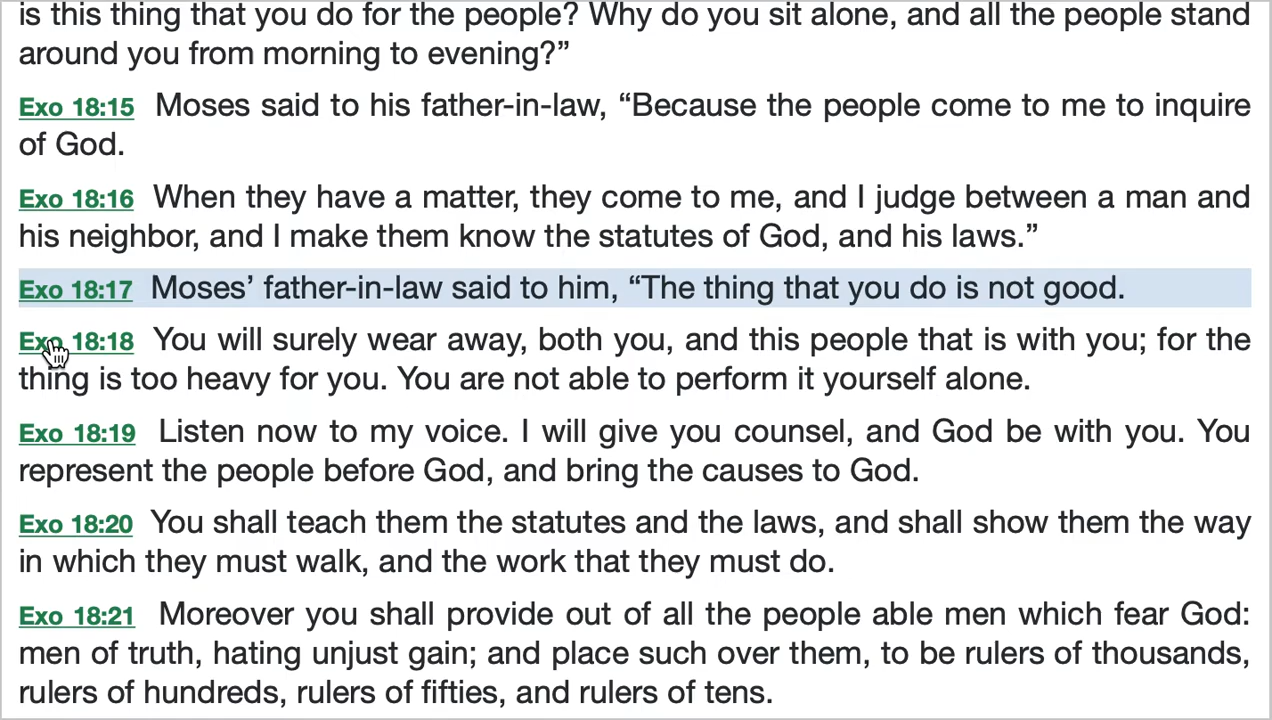 is this thing that you do for the people? Why do you sit alone, and all the people stand
around you from morning to evening?”
Exo 18:15 Moses said to his father-in-law, “Because the people come to me to inquire
of God.
Exo 18:16 When they have a matter, they come to me, and I judge between a man and
his neighbor, and I make them know the statutes of God, and his laws.”
Exo 18:17 Moses’ father-in-law said to him, “The thing that you do is not good.
Exo 18:18 You will surely wear away, both you, and this people that is with you; for the
thing is too heavy for you. You are not able to perform it yourself alone.
Exo 18:19 Listen now to my voice. I will give you counsel, and God be with you. You
represent the people before God, and bring the causes to God.
Exo 18:20 You shall teach them the statutes and the laws, and shall show them the way
in which they must walk, and the work that they must do.
Exo 18:21 Moreover you shall provide out of all the people able men which fear God:
men of truth, hating unjust gain; and place such over them, to be rulers of thousands,
rulers of hundreds, rulers of fifties, and rulers of tens.